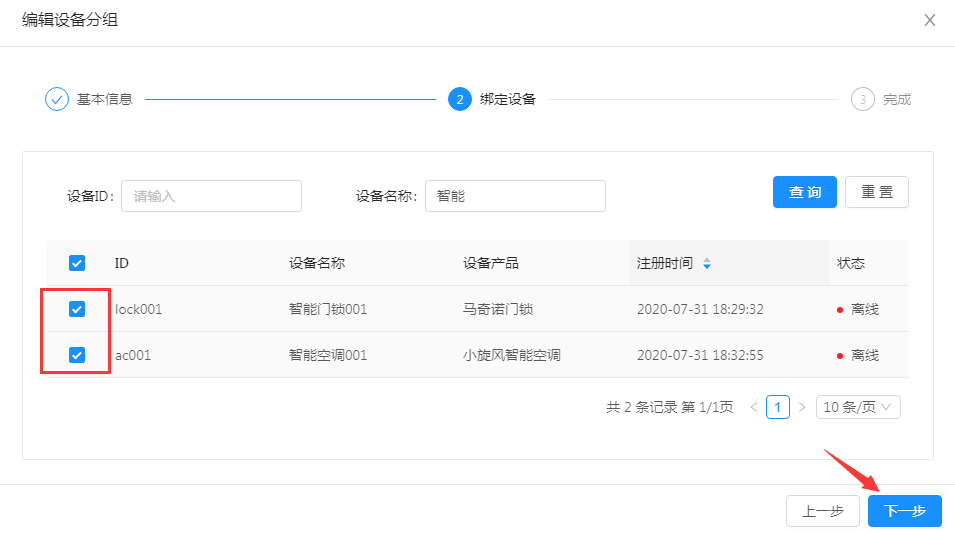 编辑设备分组
基本信息 2 绑定设备 3 完成
设备ID: 请输入 设备名称: 智能 查 询 重 置
ID 设备名称 设备产品 注册时间 状态
lock001 智能门锁001 马奇诺门锁 2020-07-31 18:29:32 离线
ac001 智能空调001 小旋风智能空调 2020-07-31 18:32:55 离线
共 2 条记录 第 1/1页 1 10 条/页
上一步 下一步